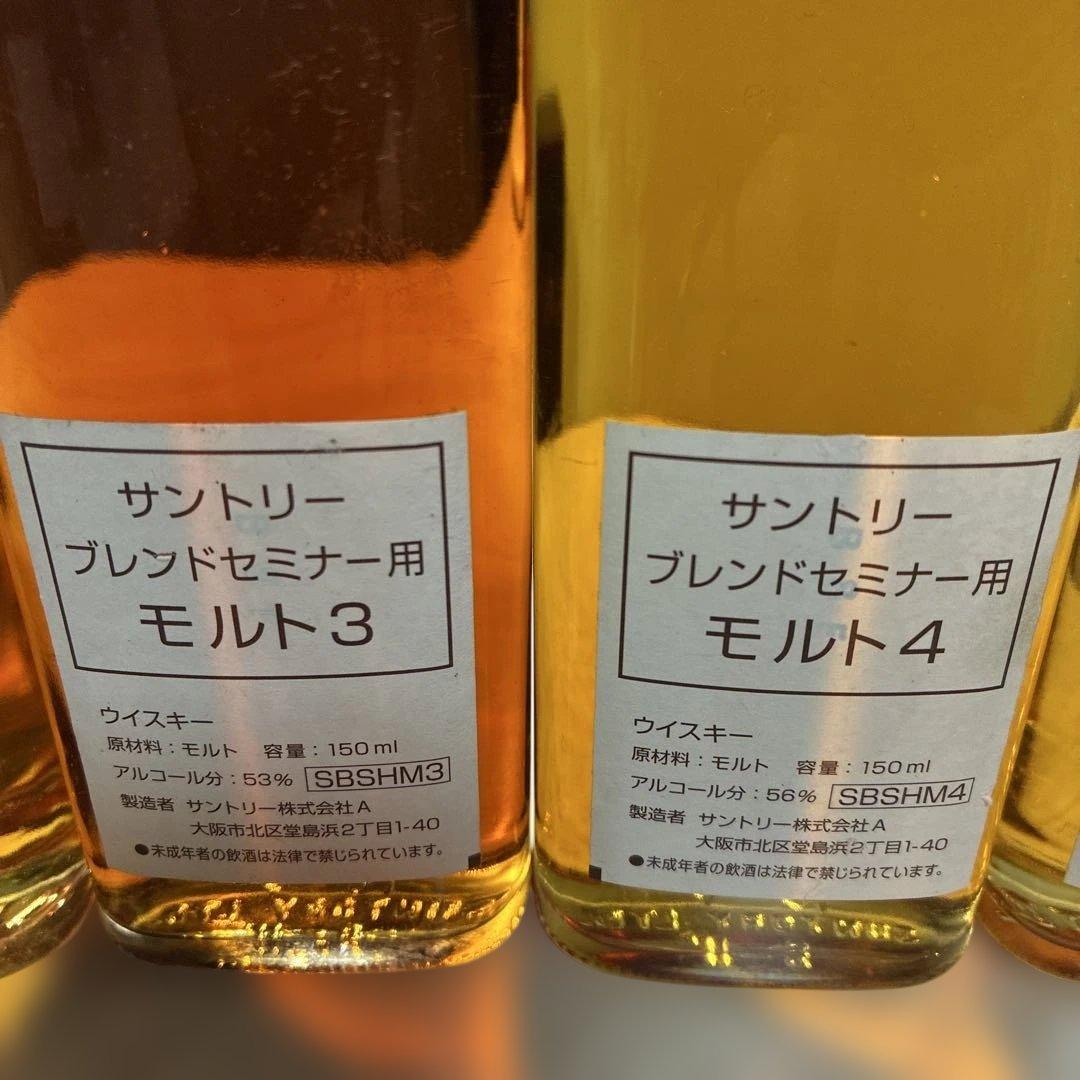 サントリー
ブレンドセミナー用
モルト3
ウイスキー
原材料：モルト 容量：150ml
アルコール分：53% SBSHM3
製造者 サントリー株式会社A
大阪市北区堂島浜2丁目1-40
●未成年者の飲酒は法律で禁じられています。
サントリー
ブレンドセミナー用
モルト4
ウイスキー
原材料：モルト 容量：150ml
アルコール分：56% SBSHM4
製造者 サントリー株式会社A
大阪市北区堂島浜2丁目1-40
●未成年者の飲酒は法律で禁じられています。